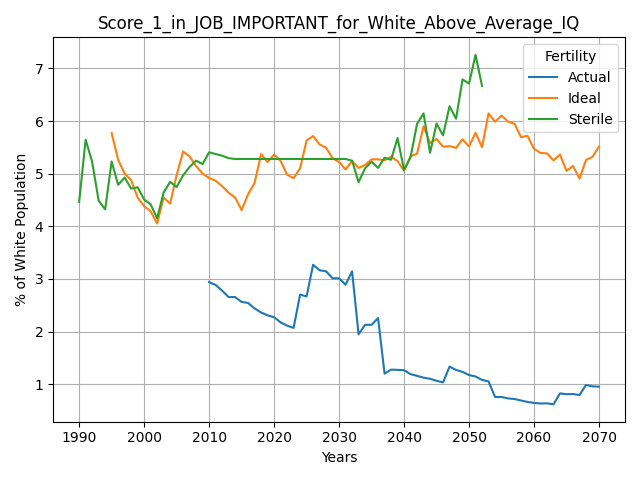 Score_1_in_JOB_IMPORTANT_for_White_Above_Average_IQ
% of White Population
7
6
5
4
3
2
1
Fertility
Actual
Ideal
Sterile
1990 2000 2010 2020 2030 2040 2050 2060 2070
Years